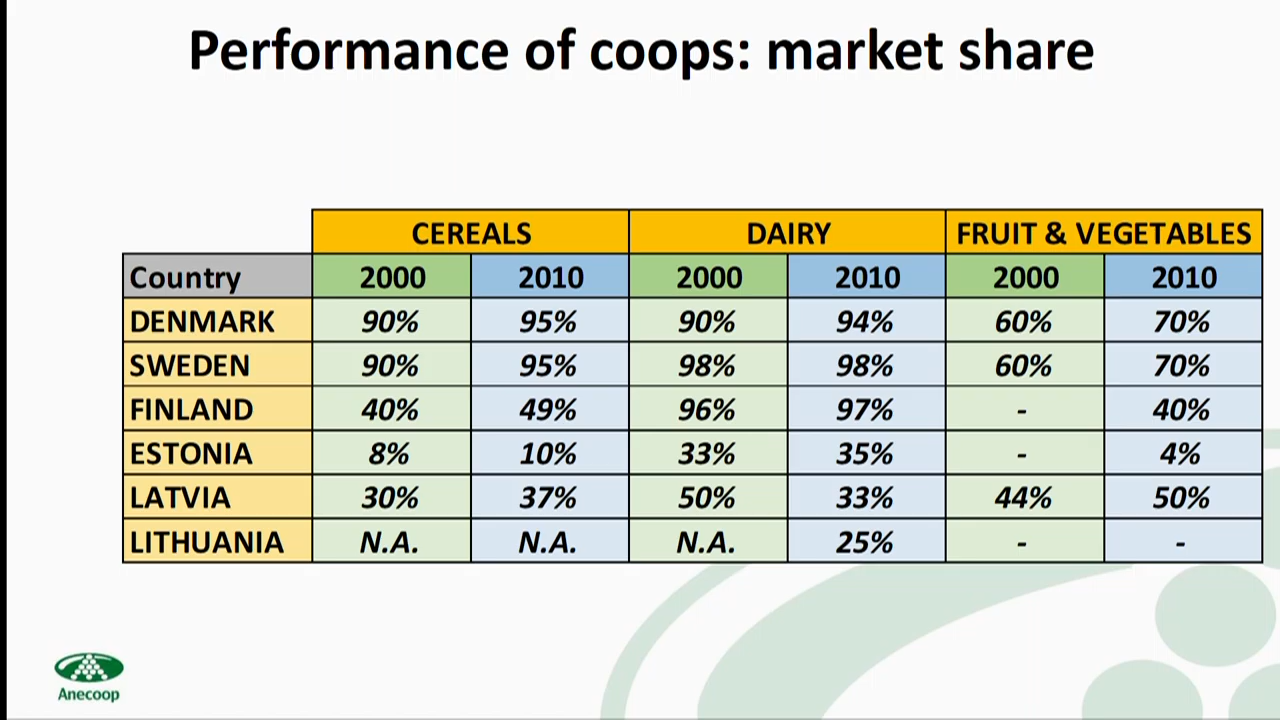 Performance of coops: market share
CEREALS DAIRY FRUIT & VEGETABLES
Country 2000 2010 2000 2010 2000 2010
DENMARK 90% 95% 90% 94% 60% 70%
SWEDEN 90% 95% 98% 98% 60% 70%
FINLAND 40% 49% 96% 97% - 40%
ESTONIA 8% 10% 33% 35% - 4%
LATVIA 30% 37% 50% 33% 44% 50%
LITHUANIA N.A. N.A. N.A. 25% - -
Anecoop